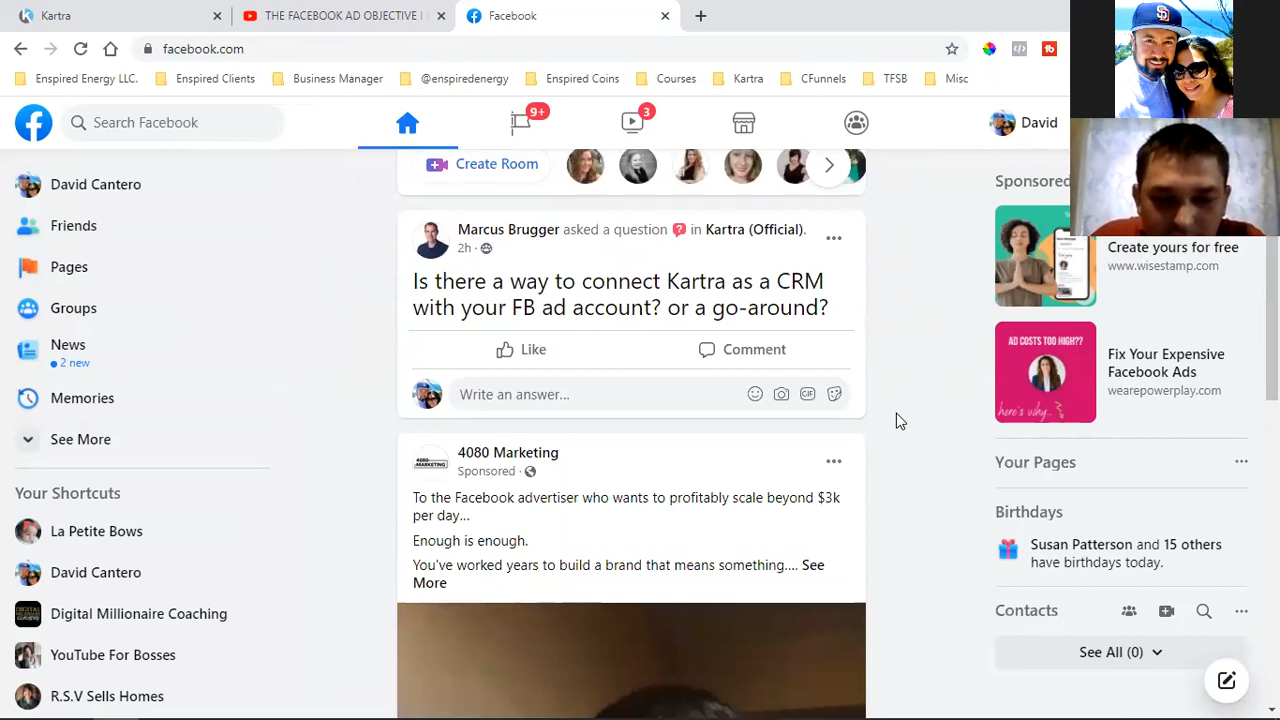 Kartra
THE FACEBOOK AD OBJECTIVE I
Facebook
facebook.com
Enspired Energy LLC.
Enspired Clients
Business Manager
@enspiredenergy
Enspired Coins
Courses
Kartra
CFunnels
TFSB
Misc
Search Facebook
9+
3
David
David Cantero
Friends
Pages
Groups
News
2 new
Memories
See More
Your Shortcuts
La Petite Bows
David Cantero
Digital Millionaire Coaching
YouTube For Bosses
R.S.V Sells Homes
Create Room
Marcus Brugger asked a question in Kartra (Official).
2h ·
Is there a way to connect Kartra as a CRM
with your FB ad account? or a go-around?
Like
Comment
Write an answer...
GIF
4080 Marketing
Sponsored ·
To the Facebook advertiser who wants to profitably scale beyond $3k
per day...
Enough is enough.
You've worked years to build a brand that means something.... See
More
Sponsored
Create yours for free
www.wisestamp.com
AD COSTS TOO HIGH??
here's why...
Fix Your Expensive
Facebook Ads
wearepowerplay.com
Your Pages
Birthdays
Susan Patterson and 15 others
have birthdays today.
Contacts
See All (0)